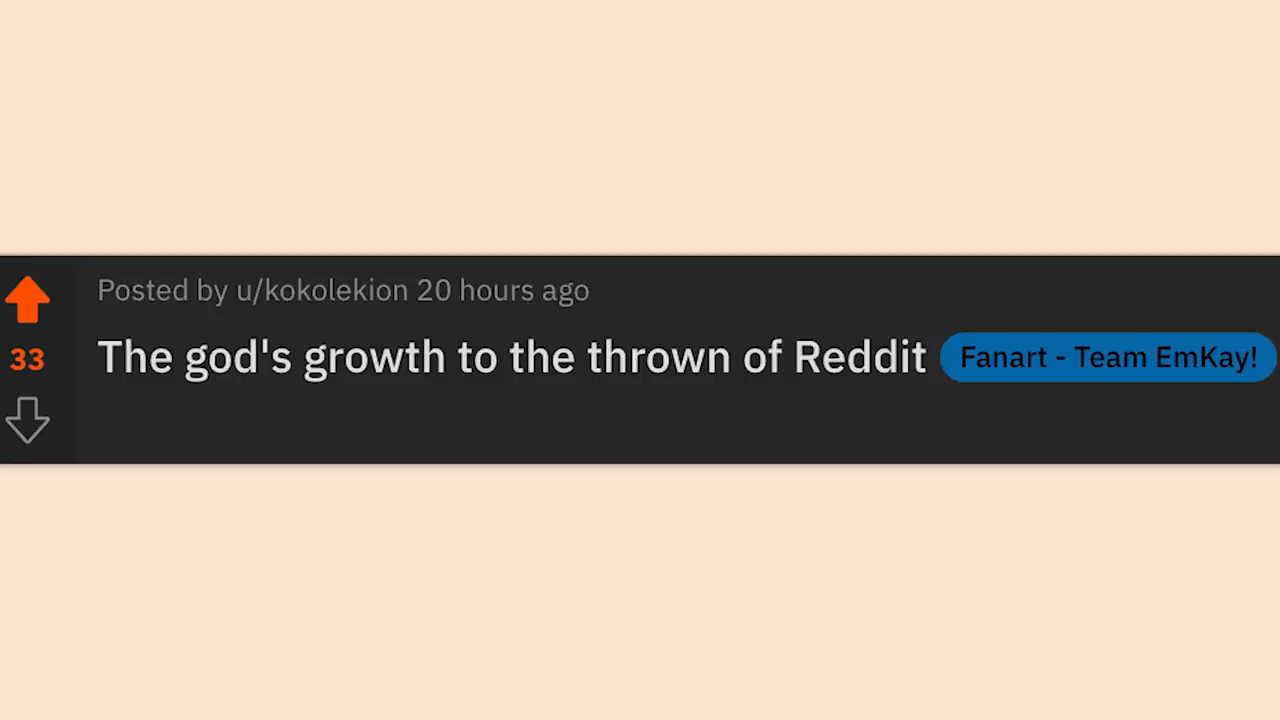 Posted by u/kokolekion 20 hours ago
The god's growth to the thrown of Reddit Fanart - Team EmKay!
33